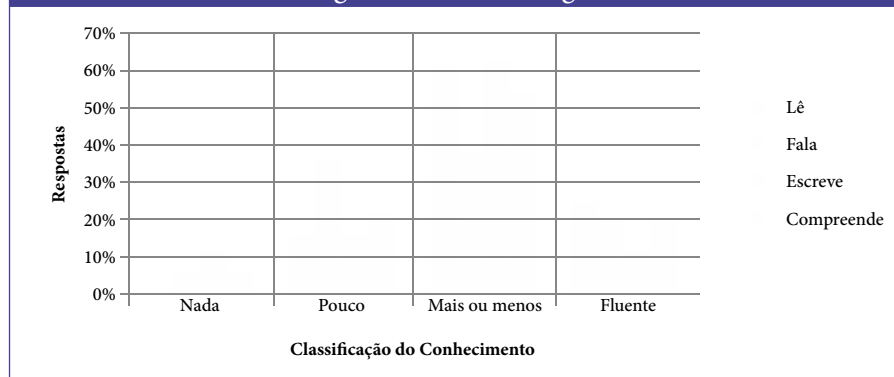 70%
60%
50%
40%
30%
20%
10%
0%
Respostas
Nada Pouco Mais ou menos Fluente
Classificação do Conhecimento
Lê
Fala
Escreve
Compreende